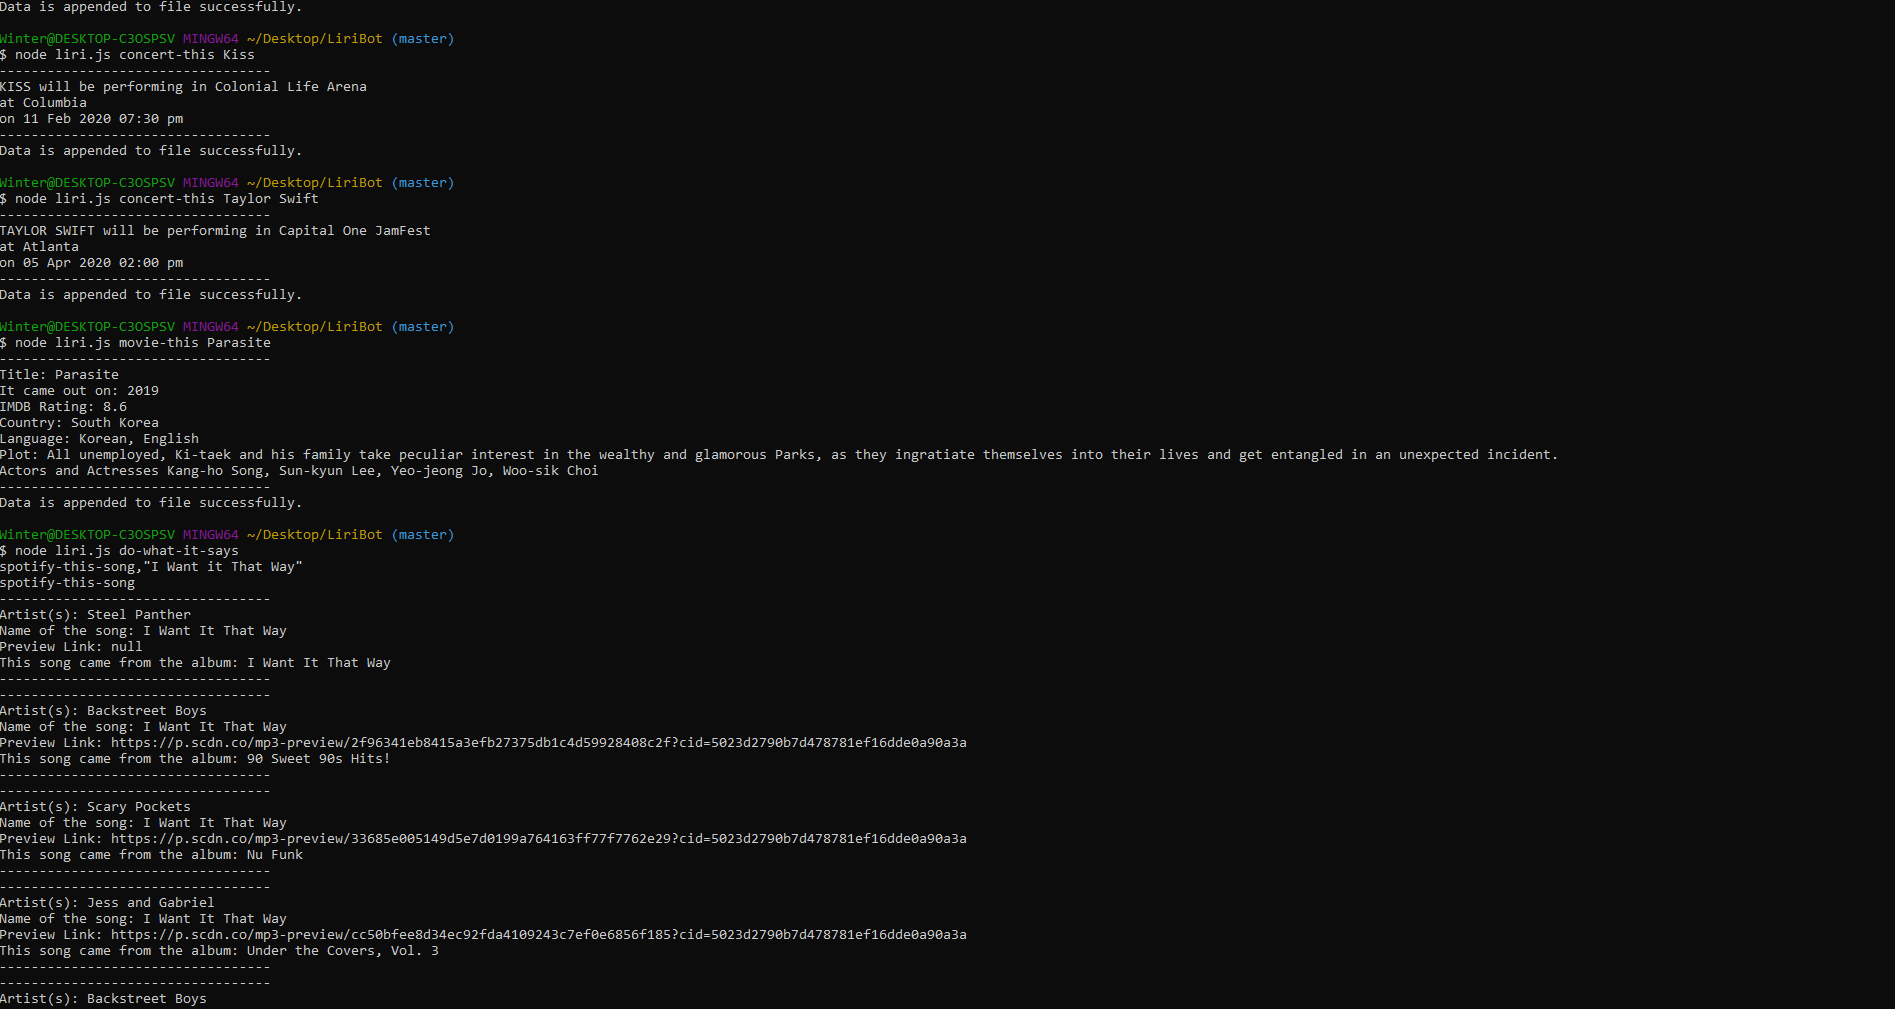 Data is appended to file successfully.
Winter@DESKTOP-C3OSPSV MINGW64 ~/Desktop/LiriBot (master)
$ node liri.js concert-this Kiss
----------------------------------
KISS will be performing in Colonial Life Arena
at Columbia
on 11 Feb 2020 07:30 pm
----------------------------------
Data is appended to file successfully.
Winter@DESKTOP-C3OSPSV MINGW64 ~/Desktop/LiriBot (master)
$ node liri.js concert-this Taylor Swift
----------------------------------
TAYLOR SWIFT will be performing in Capital One JamFest
at Atlanta
on 05 Apr 2020 02:00 pm
----------------------------------
Data is appended to file successfully.
Winter@DESKTOP-C3OSPSV MINGW64 ~/Desktop/LiriBot (master)
$ node liri.js movie-this Parasite
----------------------------------
Title: Parasite
It came out on: 2019
IMDB Rating: 8.6
Country: South Korea
Language: Korean, English
Plot: All unemployed, Ki-taek and his family take peculiar interest in the wealthy and glamorous Parks, as they ingratiate themselves into their lives and get entangled in an unexpected incident.
Actors and Actresses Kang-ho Song, Sun-kyun Lee, Yeo-jeong Jo, Woo-sik Choi
----------------------------------
Data is appended to file successfully.
Winter@DESKTOP-C3OSPSV MINGW64 ~/Desktop/LiriBot (master)
$ node liri.js do-what-it-says
spotify-this-song,"I Want it That Way"
spotify-this-song
----------------------------------
Artist(s): Steel Panther
Name of the song: I Want It That Way
Preview Link: null
This song came from the album: I Want It That Way
----------------------------------
----------------------------------
Artist(s): Backstreet Boys
Name of the song: I Want It That Way
Preview Link: https://p.scdn.co/mp3-preview/2f96341eb8415a3efb27375db1c4d59928408c2f?cid=5023d2790b7d478781ef16dde0a90a3a
This song came from the album: 90 Sweet 90s Hits!
----------------------------------
----------------------------------
Artist(s): Scary Pockets
Name of the song: I Want It That Way
Preview Link: https://p.scdn.co/mp3-preview/33685e005149d5e7d0199a764163ff77f7762e29?cid=5023d2790b7d478781ef16dde0a90a3a
This song came from the album: Nu Funk
----------------------------------
----------------------------------
Artist(s): Jess and Gabriel
Name of the song: I Want It That Way
Preview Link: https://p.scdn.co/mp3-preview/cc50bfee8d34ec92fda4109243c7ef0e6856f185?cid=5023d2790b7d478781ef16dde0a90a3a
This song came from the album: Under the Covers, Vol. 3
----------------------------------
----------------------------------
Artist(s): Backstreet Boys